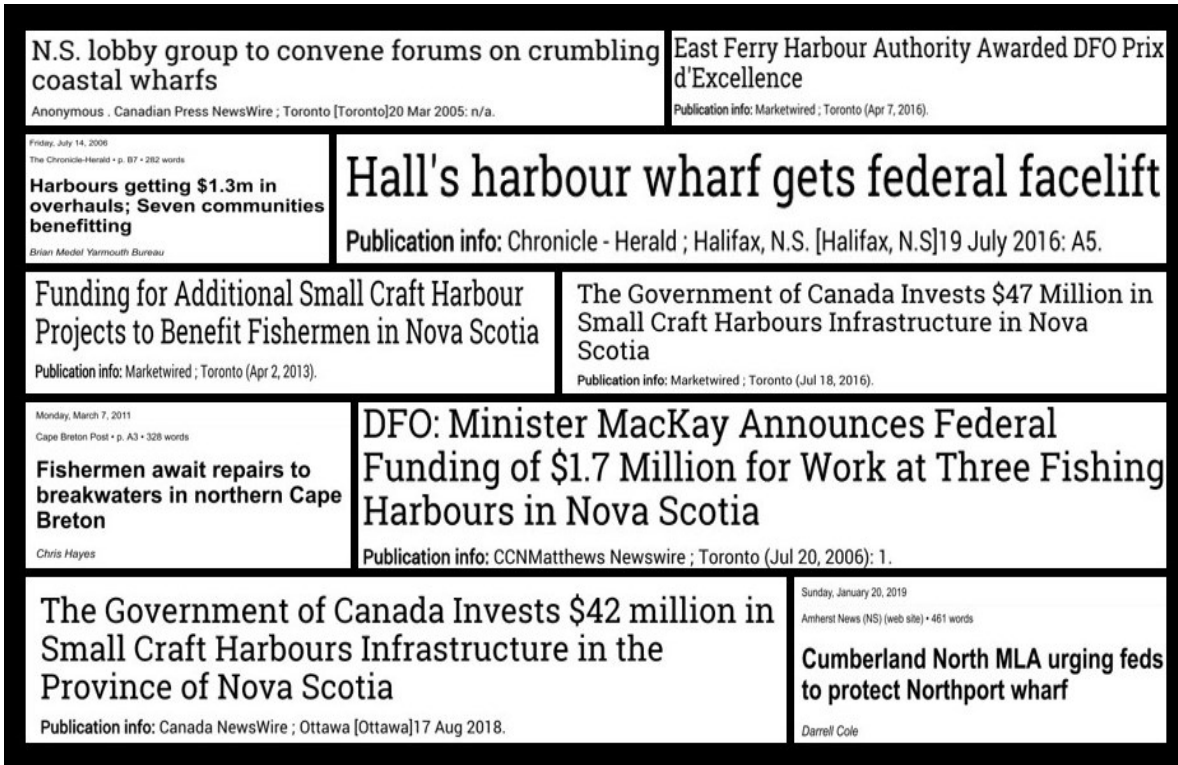 N.S. lobby group to convene forums on crumbling
coastal wharfs
Anonymous . Canadian Press NewsWire ; Toronto [Toronto]20 Mar 2005: n/a.
East Ferry Harbour Authority Awarded DFO Prix
d'Excellence
Publication info: Marketwired ; Toronto (Apr 7, 2016).
Friday, July 14, 2006
The Chronicle-Herald • p. B7 • 282 words
Harbours getting $1.3m in
overhauls; Seven communities
benefitting
Brian Medel Yarmouth Bureau
Hall's harbour wharf gets federal facelift
Publication info: Chronicle - Herald ; Halifax, N.S. [Halifax, N.S]19 July 2016: A5.
Funding for Additional Small Craft Harbour
Projects to Benefit Fishermen in Nova Scotia
Publication info: Marketwired ; Toronto (Apr 2, 2013).
The Government of Canada Invests $47 Million in
Small Craft Harbours Infrastructure in Nova
Scotia
Publication info: Marketwired ; Toronto (Jul 18, 2016).
Monday, March 7, 2011
Cape Breton Post • p. A3 • 328 words
Fishermen await repairs to
breakwaters in northern Cape
Breton
Chris Hayes
DFO: Minister MacKay Announces Federal
Funding of $1.7 Million for Work at Three Fishing
Harbours in Nova Scotia
Publication info: CCNMatthews Newswire ; Toronto (Jul 20, 2006): 1.
The Government of Canada Invests $42 million in
Small Craft Harbours Infrastructure in the
Province of Nova Scotia
Publication info: Canada NewsWire ; Ottawa [Ottawa]17 Aug 2018.
Sunday, January 20, 2019
Amherst News (NS) (web site) • 461 words
Cumberland North MLA urging feds
to protect Northport wharf
Darrell Cole